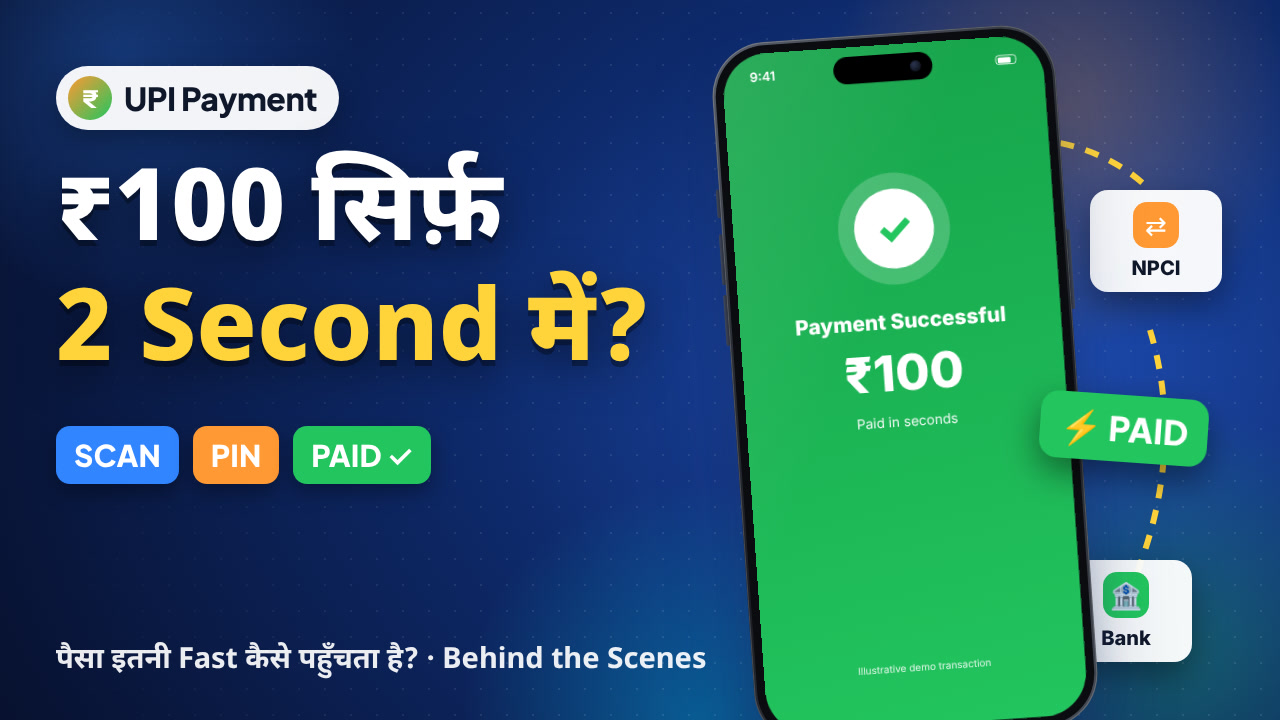 ₹ UPI Payment
₹100 सिर्फ़
2 Second में?
SCAN PIN PAID ✓
पैसा इतनी Fast कैसे पहुँचता है? · Behind the Scenes
9:41
Payment Successful
₹100
Paid in seconds
Illustrative demo transaction
NPCI
⚡ PAID
Bank